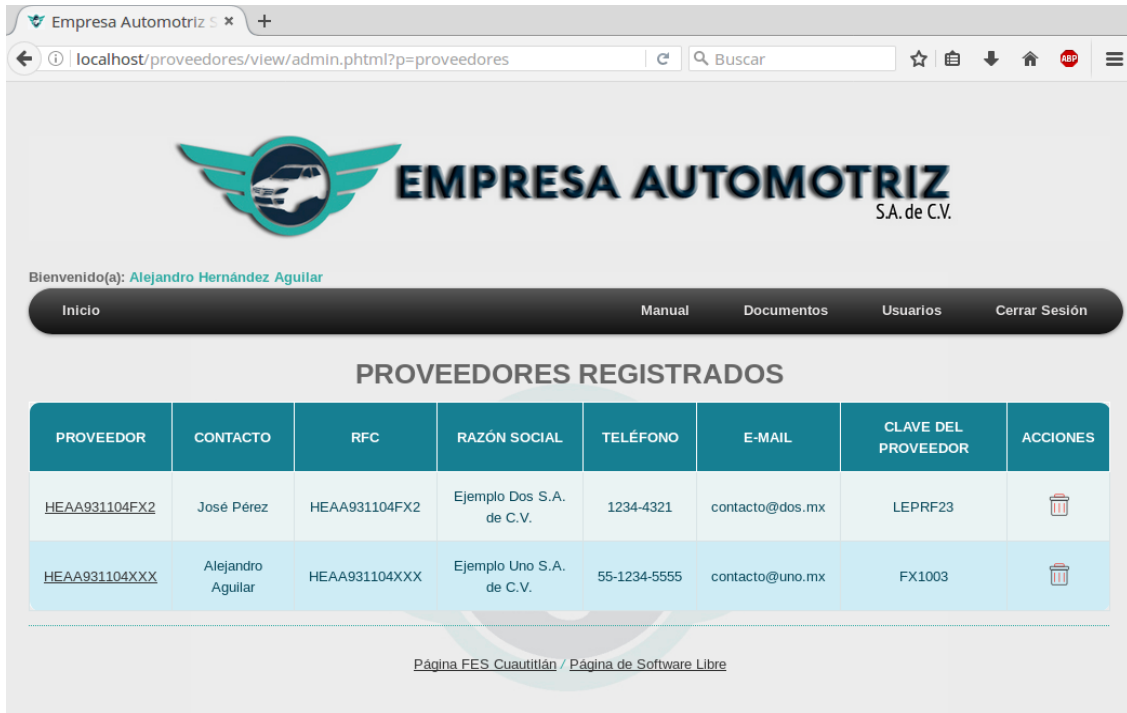 Empresa Automotriz S
localhost/proveedores/view/admin.phtml?p=proveedores
Buscar
ABP
EMPRESA AUTOMOTRIZ
S.A. de C.V.
Bienvenido(a): Alejandro Hernández Aguilar
Inicio Manual Documentos Usuarios Cerrar Sesión
PROVEEDORES REGISTRADOS
PROVEEDOR CONTACTO RFC RAZÓN SOCIAL TELÉFONO E-MAIL CLAVE DEL PROVEEDOR ACCIONES
HEAA931104FX2 José Pérez HEAA931104FX2 Ejemplo Dos S.A. de C.V. 1234-4321 contacto@dos.mx LEPRF23
HEAA931104XXX Alejandro Aguilar HEAA931104XXX Ejemplo Uno S.A. de C.V. 55-1234-5555 contacto@uno.mx FX1003
Página FES Cuautitlán / Página de Software Libre